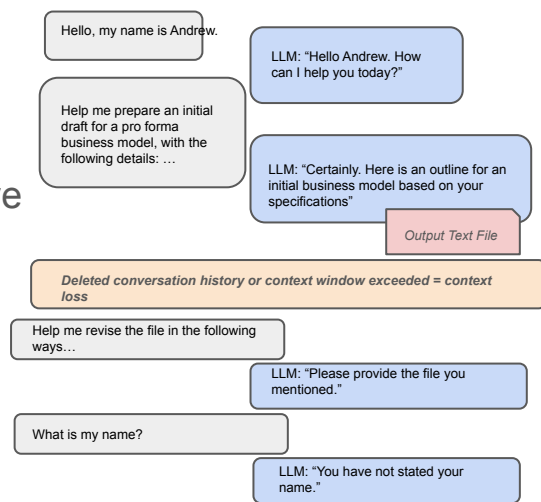 Hello, my name is Andrew.
LLM: “Hello Andrew. How
can I help you today?”
Help me prepare an initial
draft for a pro forma
business model, with the
following details: …
LLM: “Certainly. Here is an outline for an
initial business model based on your
specifications”
Output Text File
Deleted conversation history or context window exceeded = context
loss
Help me revise the file in the following
ways…
LLM: “Please provide the file you
mentioned.”
What is my name?
LLM: “You have not stated your
name.”